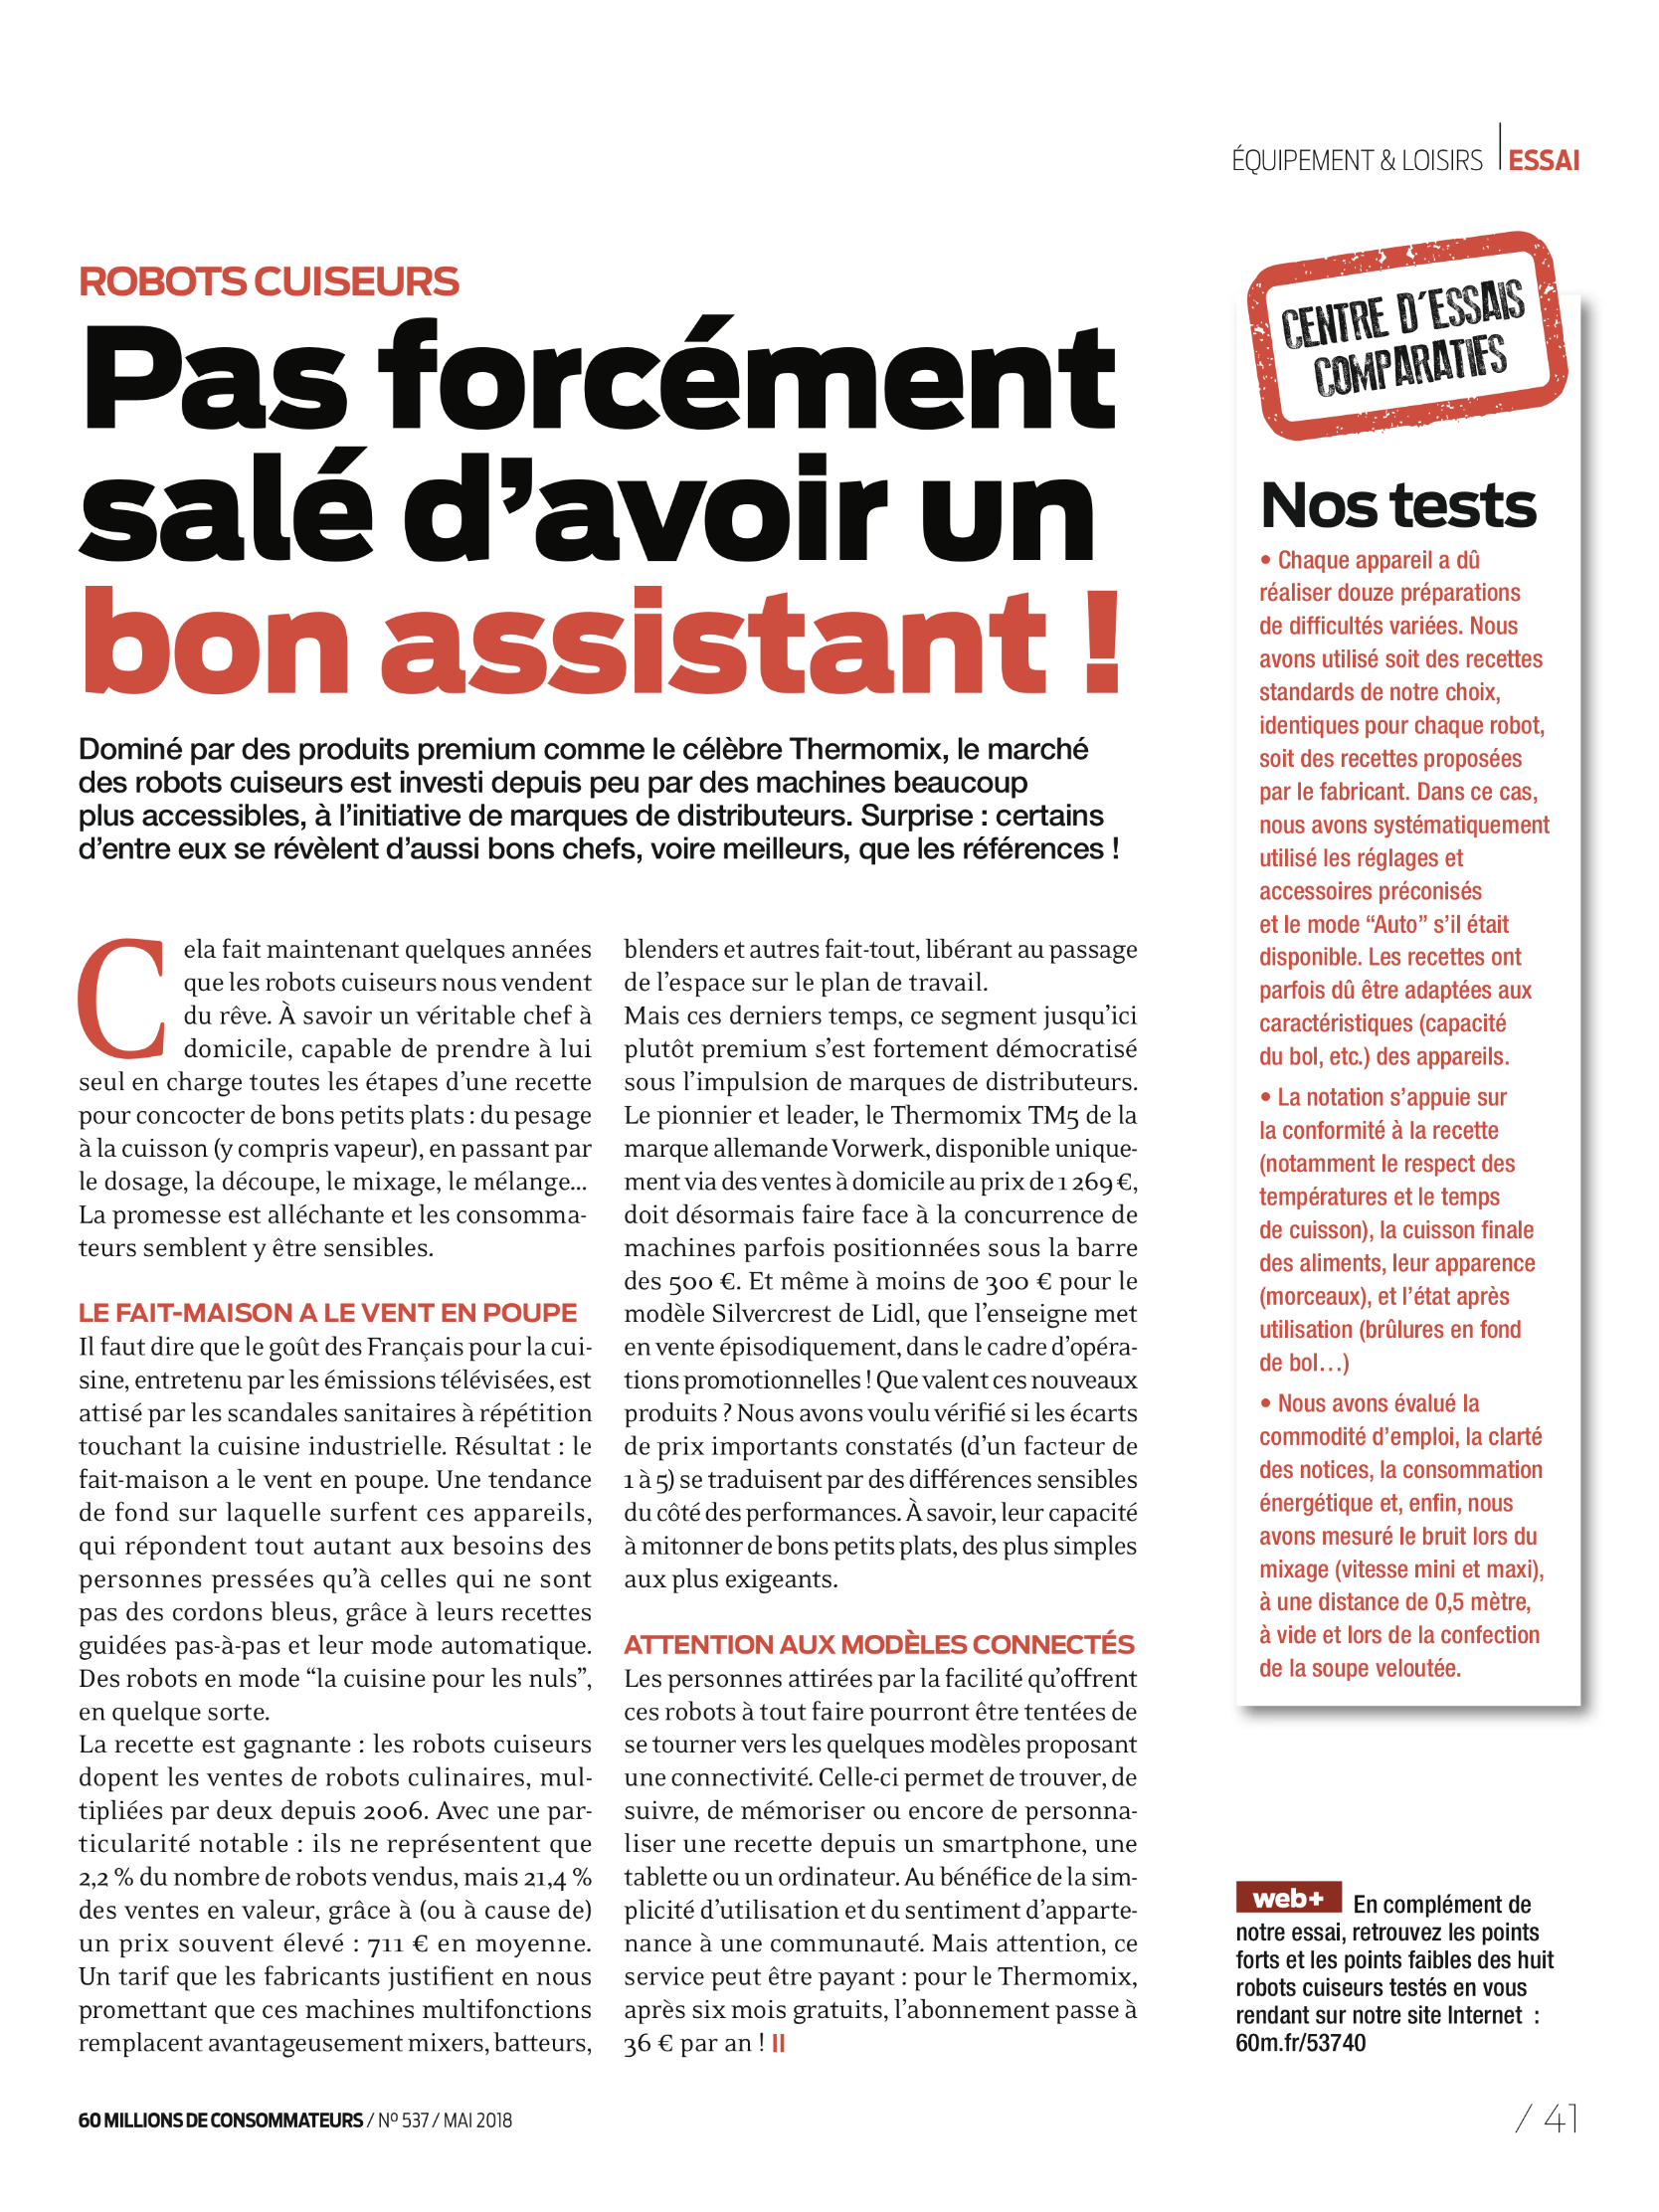 ÉQUIPEMENT & LOISIRS ESSAI
ROBOTS CUISEURS
Pas forcément
salé d’avoir un
bon assistant !
Dominé par des produits premium comme le célèbre Thermomix, le marché
des robots cuiseurs est investi depuis peu par des machines beaucoup
plus accessibles, à l’initiative de marques de distributeurs. Surprise : certains
d’entre eux se révèlent d’aussi bons chefs, voire meilleurs, que les références !
Cela fait maintenant quelques années
que les robots cuiseurs nous vendent
du rêve. À savoir un véritable chef à
domicile, capable de prendre à lui
seul en charge toutes les étapes d’une recette
pour concocter de bons petits plats : du pesage
à la cuisson (y compris vapeur), en passant par
le dosage, la découpe, le mixage, le mélange...
La promesse est alléchante et les consomma-
teurs semblent y être sensibles.
LE FAIT-MAISON A LE VENT EN POUPE
Il faut dire que le goût des Français pour la cui-
sine, entretenu par les émissions télévisées, est
attisé par les scandales sanitaires à répétition
touchant la cuisine industrielle. Résultat : le
fait-maison a le vent en poupe. Une tendance
de fond sur laquelle surfent ces appareils,
qui répondent tout autant aux besoins des
personnes pressées qu’à celles qui ne sont
pas des cordons bleus, grâce à leurs recettes
guidées pas-à-pas et leur mode automatique.
Des robots en mode “la cuisine pour les nuls”,
en quelque sorte.
La recette est gagnante : les robots cuiseurs
dopent les ventes de robots culinaires, mul-
tipliées par deux depuis 2006. Avec une par-
ticularité notable : ils ne représentent que
2,2 % du nombre de robots vendus, mais 21,4 %
des ventes en valeur, grâce à (ou à cause de)
un prix souvent élevé : 711 € en moyenne.
Un tarif que les fabricants justifient en nous
promettant que ces machines multifonctions
remplacent avantageusement mixers, batteurs,
blenders et autres fait-tout, libérant au passage
de l’espace sur le plan de travail.
Mais ces derniers temps, ce segment jusqu’ici
plutôt premium s’est fortement démocratisé
sous l’impulsion de marques de distributeurs.
Le pionnier et leader, le Thermomix TM5 de la
marque allemande Vorwerk, disponible unique-
ment via des ventes à domicile au prix de 1 269 €,
doit désormais faire face à la concurrence de
machines parfois positionnées sous la barre
des 500 €. Et même à moins de 300 € pour le
modèle Silvercrest de Lidl, que l’enseigne met
en vente épisodiquement, dans le cadre d’opéra-
tions promotionnelles ! Que valent ces nouveaux
produits ? Nous avons voulu vérifié si les écarts
de prix importants constatés (d’un facteur de
1 à 5) se traduisent par des différences sensibles
du côté des performances. À savoir, leur capacité
à mitonner de bons petits plats, des plus simples
aux plus exigeants.
ATTENTION AUX MODÈLES CONNECTÉS
Les personnes attirées par la facilité qu’offrent
ces robots à tout faire pourront être tentées de
se tourner vers les quelques modèles proposant
une connectivité. Celle-ci permet de trouver, de
suivre, de mémoriser ou encore de personna-
liser une recette depuis un smartphone, une
tablette ou un ordinateur. Au bénéfice de la sim-
plicité d’utilisation et du sentiment d’apparte-
nance à une communauté. Mais attention, ce
service peut être payant : pour le Thermomix,
après six mois gratuits, l’abonnement passe à
36 € par an !
CENTRE D’ESSAIS
COMPARATIFS
Nos tests
• Chaque appareil a dû
réaliser douze préparations
de difficultés variées. Nous
avons utilisé soit des recettes
standards de notre choix,
identiques pour chaque robot,
soit des recettes proposées
par le fabricant. Dans ce cas,
nous avons systématiquement
utilisé les réglages et
accessoires préconisés
et le mode “Auto” s’il était
disponible. Les recettes ont
parfois dû être adaptées aux
caractéristiques (capacité
du bol, etc.) des appareils.
• La notation s’appuie sur
la conformité à la recette
(notamment le respect des
températures et le temps
de cuisson), la cuisson finale
des aliments, leur apparence
(morceaux), et l’état après
utilisation (brûlures en fond
de bol…)
• Nous avons évalué la
commodité d’emploi, la clarté
des notices, la consommation
énergétique et, enfin, nous
avons mesuré le bruit lors du
mixage (vitesse mini et maxi),
à une distance de 0,5 mètre,
à vide et lors de la confection
de la soupe veloutée.
web+ En complément de
notre essai, retrouvez les points
forts et les points faibles des huit
robots cuiseurs testés en vous
rendant sur notre site Internet :
60m.fr/53740
60 MILLIONS DE CONSOMMATEURS / Nº 537 / MAI 2018
/ 41